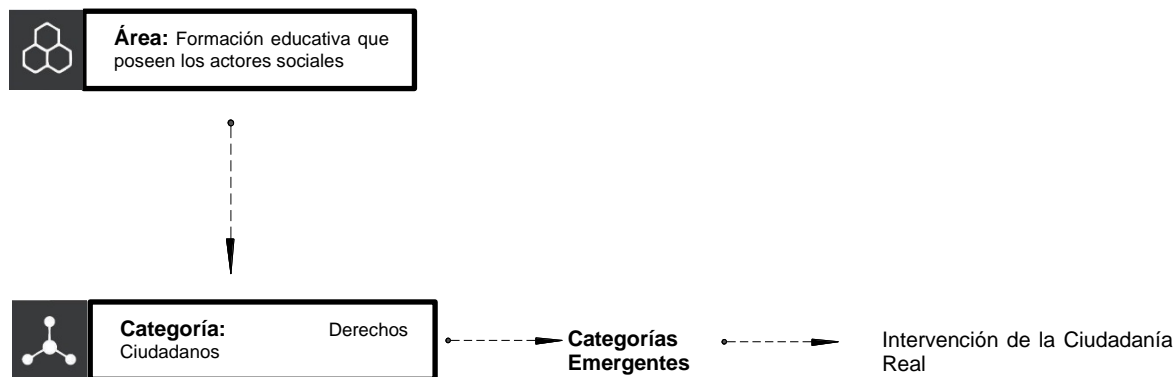 Área: Formación educativa que
poseen los actores sociales
Categoría: Derechos
Ciudadanos
Categorías
Emergentes
Intervención de la Ciudadanía
Real